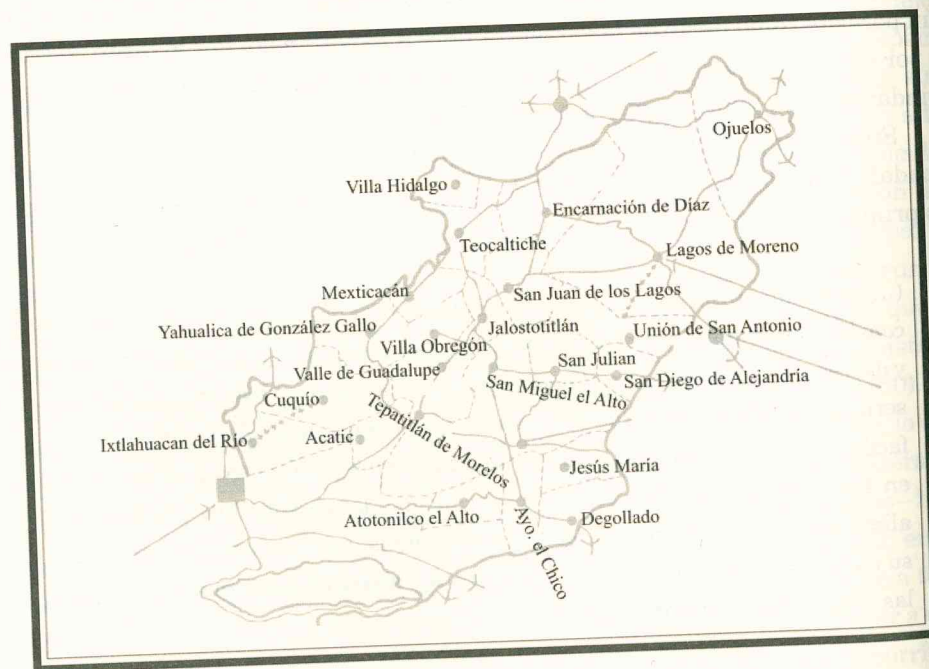 Ojuelos
Villa Hidalgo
Encarnación de Díaz
Teocaltiche
Lagos de Moreno
Mexticacán
San Juan de los Lagos
Yahualica de González Gallo
Jalostotitlán
Unión de San Antonio
Villa Obregón
San Julian
Valle de Guadalupe
San Miguel el Alto
San Diego de Alejandría
Cuquío
Tepatitlán de Morelos
Ixtlahuacan del Río
Acatic
Jesús María
Atotonilco el Alto
Ayo. el Chico
Degollado